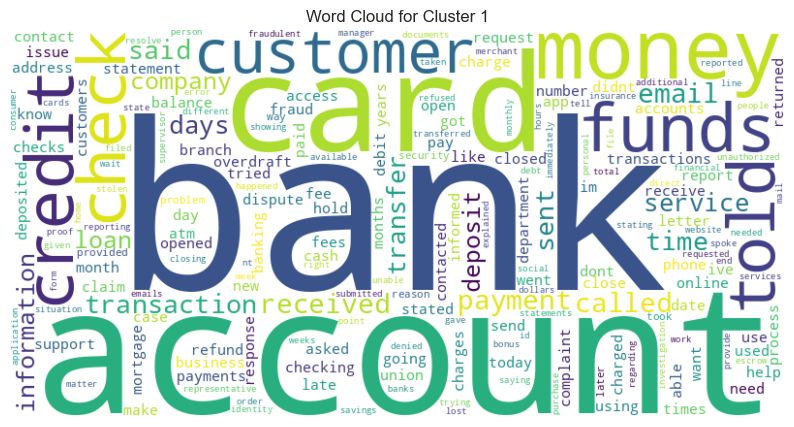 Word Cloud for Cluster 1
contact
person
fraudulent
manager
documents
resolve
issue
said
customer
taken
merchant
request
money
reported
address
statement
charge
consumer
cards
error
refused
additional
line
tell
insurance
people
company
access
monthly
hours
number
didnt
email
returned
know
customers
state
different
balance
way
open
app
accounts
credit
check
filed
supervisor
days
fraud
showing
years
got
card
transferred
funds
checks
wait
branch
paid
debit
pay
security
like
closed
transactions
unauthorized
deposited
stolen
overdraft
available
immediately
personal
file
home
problem
happened
tried
bank
debt
im
total
financial
direct
report
mail
told
proof
reporting
loan
day
dispute
fee
transfer
informed
explained
sent
receive
service
given
atm
hold
months
deposit
department
stating
letter
website
needed
form
provided
opened
banking
fees
contacted
time
requested
spoke
information
month
closing
nt
cash
unable
went
social
dont
phone
ive
end
services
claim
emails
new
week
right
dollars
close
online
situation
transaction
received
submitted
reason
stated
payment
called
date
process
application
support
case
response
point
gave
statements
took
work
provide
mortgage
refund
weeks
asked
denied
charges
send
id
regarding
use
business
going
bonus
today
complaint
charged
investigation
escrow
used
want
help
matter
payments
checking
union
saying
later
able
representative
late
banks
purchase
using
need
make
order
identity
savings
trying
lost
times
account